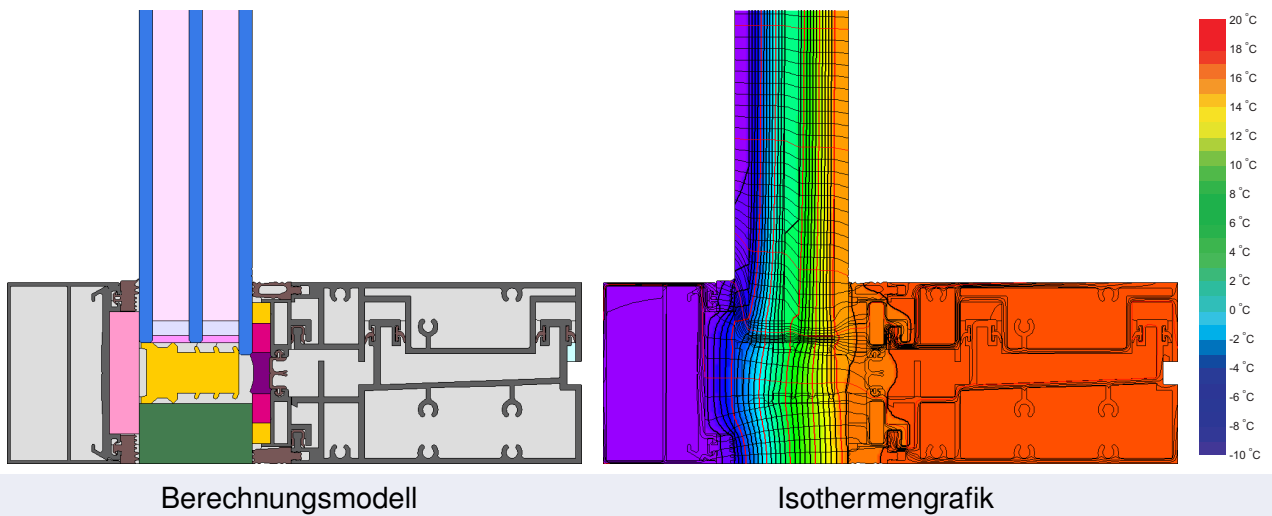 20 °C
18 °C
16 °C
14 °C
12 °C
10 °C
8 °C
6 °C
4 °C
2 °C
0 °C
-2 °C
-4 °C
-6 °C
-8 °C
-10 °C
Berechnungsmodell
Isothermengrafik